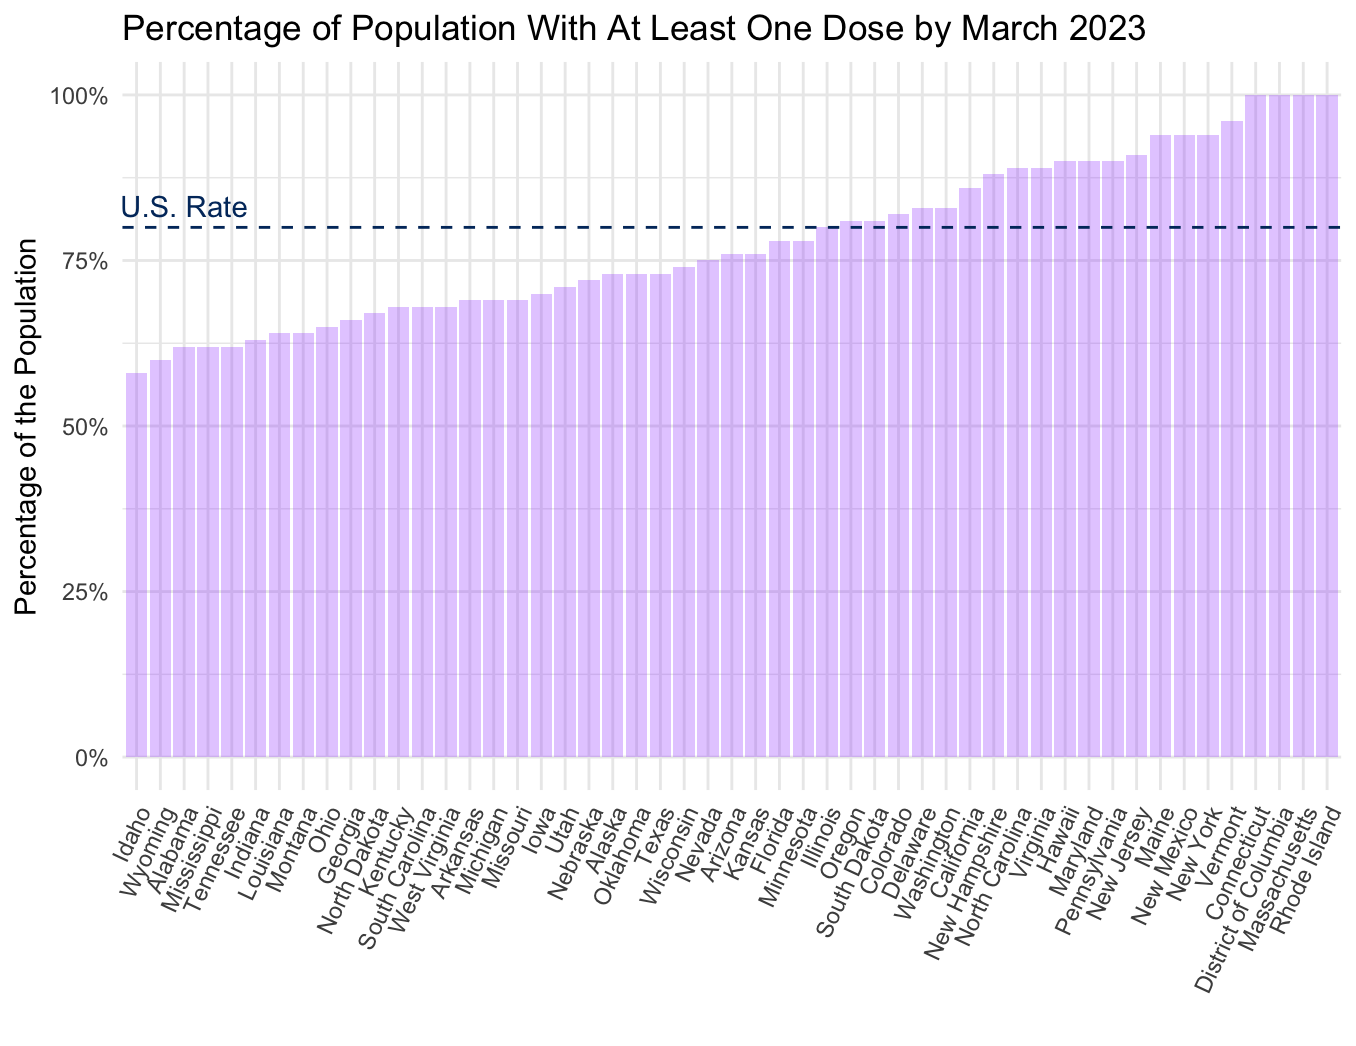 Percentage of Population With At Least One Dose by March 2023
Percentage of the Population
100%
75%
50%
25%
0%
U.S. Rate
Idaho
Wyoming
Alabama
Mississippi
Tennessee
Indiana
Louisiana
Montana
Ohio
Georgia
North Dakota
Kentucky
South Carolina
West Virginia
Arkansas
Michigan
Missouri
Iowa
Utah
Nebraska
Alaska
Oklahoma
Texas
Wisconsin
Nevada
Arizona
Kansas
Florida
Minnesota
Illinois
Oregon
South Dakota
Colorado
Delaware
Washington
California
New Hampshire
North Carolina
Virginia
Hawaii
Maryland
Pennsylvania
New Jersey
Maine
New Mexico
New York
Vermont
Connecticut
District of Columbia
Massachusetts
Rhode Island